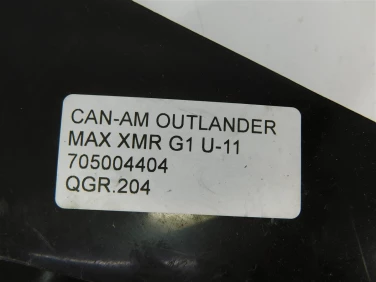 CAN-AM OUTLANDER
MAX XMR G1 U-11
705004404
QGR.204